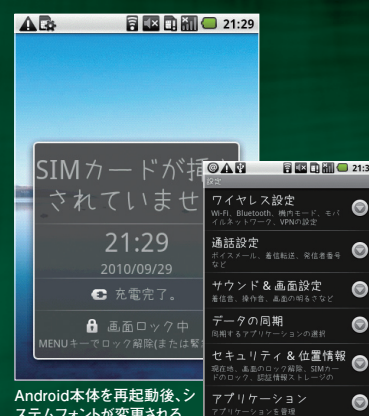 21:29
SIMカードが挿
されていませ
21:29
2010/09/29
充電完了。
画面ロック中
MENUキーでロック解除(または緊
Android本体を再起動後、シ
ステムフォントが変更される
21:3
設定
ワイヤレス設定
Wi-Fi、Bluetooth、機内モード、モバ
イルネットワーク、VPNの設定
通話設定
ボイスメール、着信転送、発信者番号
など
サウンド & 画面設定
着信音、操作音、画面の明るさなど
データの同期
同期するアプリケーションの選択
セキュリティ & 位置情報
現在地、画面のロック解除、SIMカー
ドのロック、認証情報ストレージの
アプリケーション
アプリケーションを管理